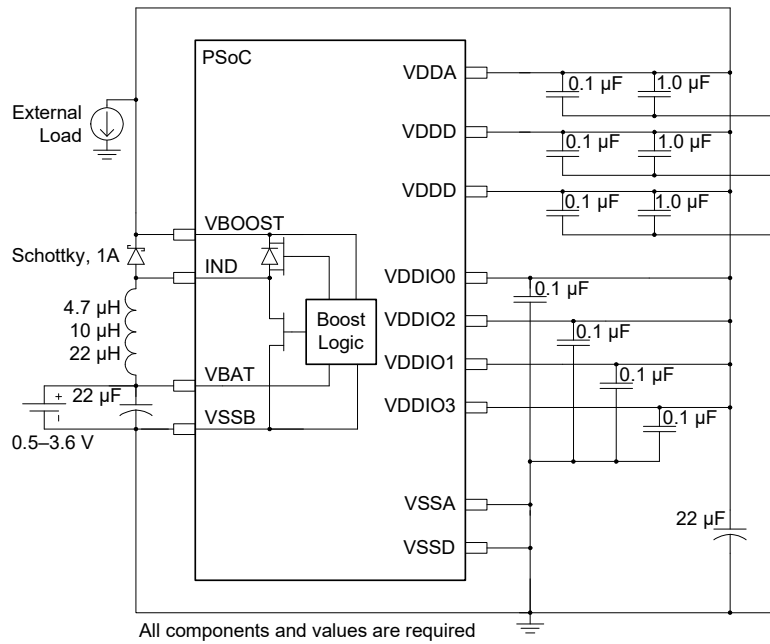 PSoC
VDDA
0.1 µF
1.0 µF
External
Load
VDDD
0.1 µF
1.0 µF
VDDD
0.1 µF
1.0 µF
VBOOST
Schottky, 1A
IND
VDDIO0
0.1 µF
4.7 µH
10 µH
22 µH
Boost
Logic
VDDIO2
0.1 µF
VDDIO1
0.1 µF
VBAT
22 µF
VDDIO3
0.1 µF
VSSB
0.5–3.6 V
VSSA
VSSD
22 µF
All components and values are required